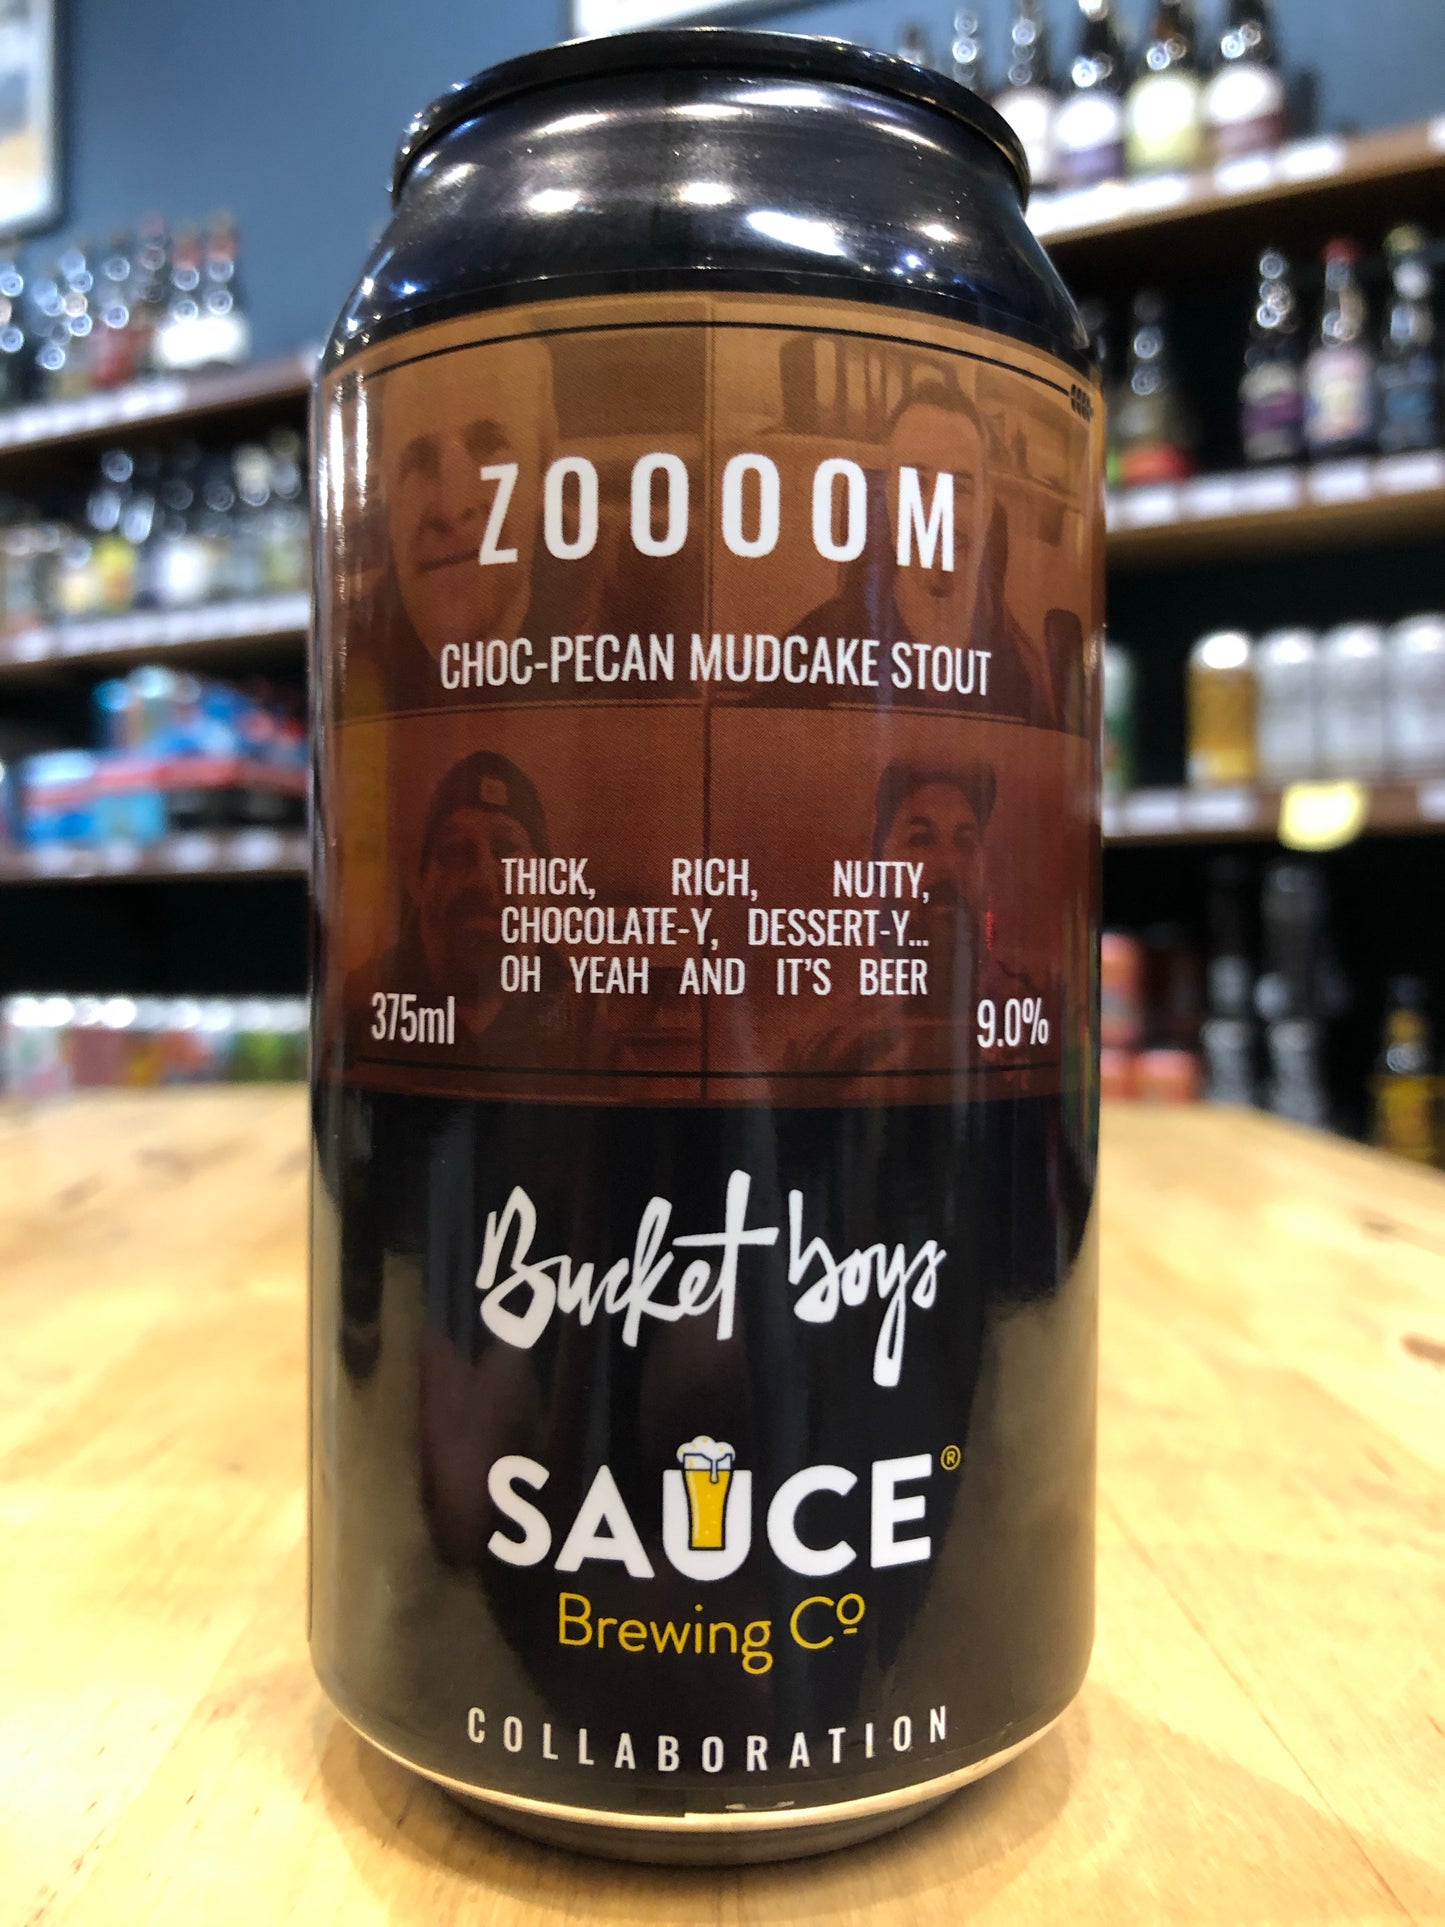 ZOOOOM
CHOC-PECAN MUDCAKE STOUT
THICK, RICH, NUTTY,
CHOCOLATE-Y, DESSERT-Y...
OH YEAH AND IT'S BEER
375ml
9.0%
Bucket boys
SAUCE®
Brewing Cº
COLLABORATION